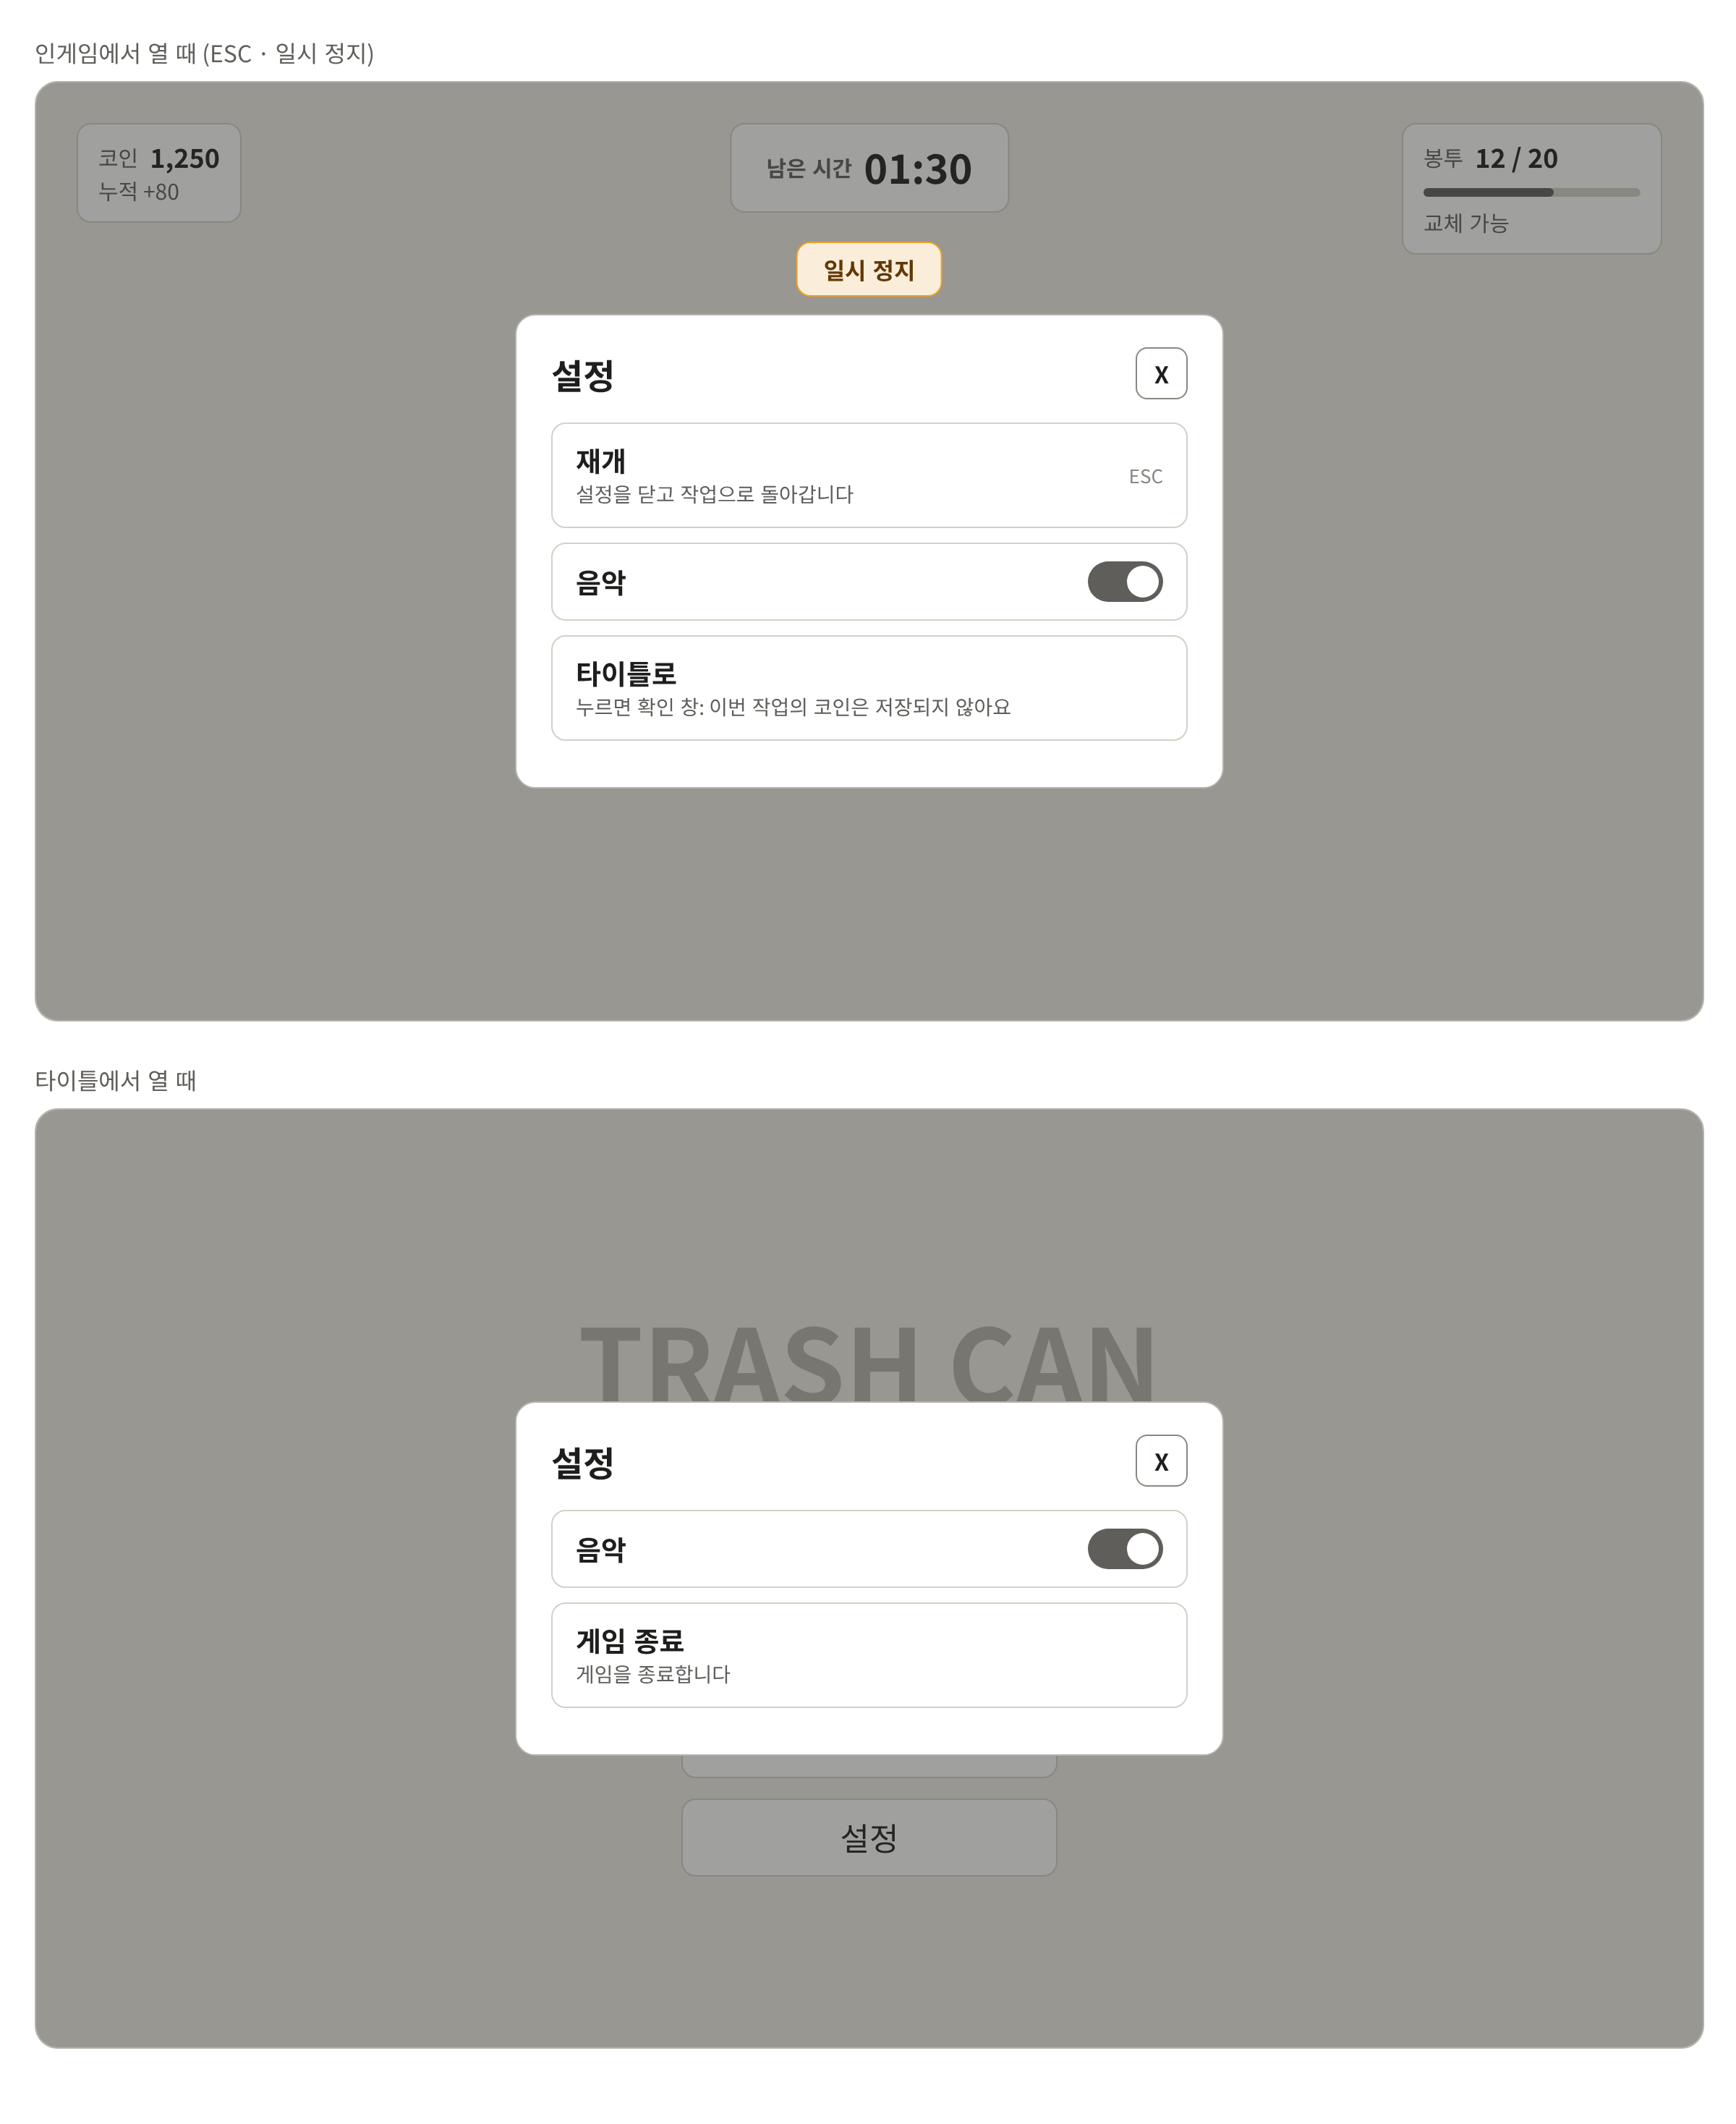 인게임에서 열 때 (ESC · 일시 정지)
코인 1,250
누적 +80
남은 시간 01:30
봉투 12 / 20
교체 가능
일시 정지
설정
X
재개
설정을 닫고 작업으로 돌아갑니다
ESC
음악
타이틀로
누르면 확인 창: 이번 작업의 코인은 저장되지 않아요
타이틀에서 열 때
TRASH CAN
설정
X
음악
게임 종료
게임을 종료합니다
설정